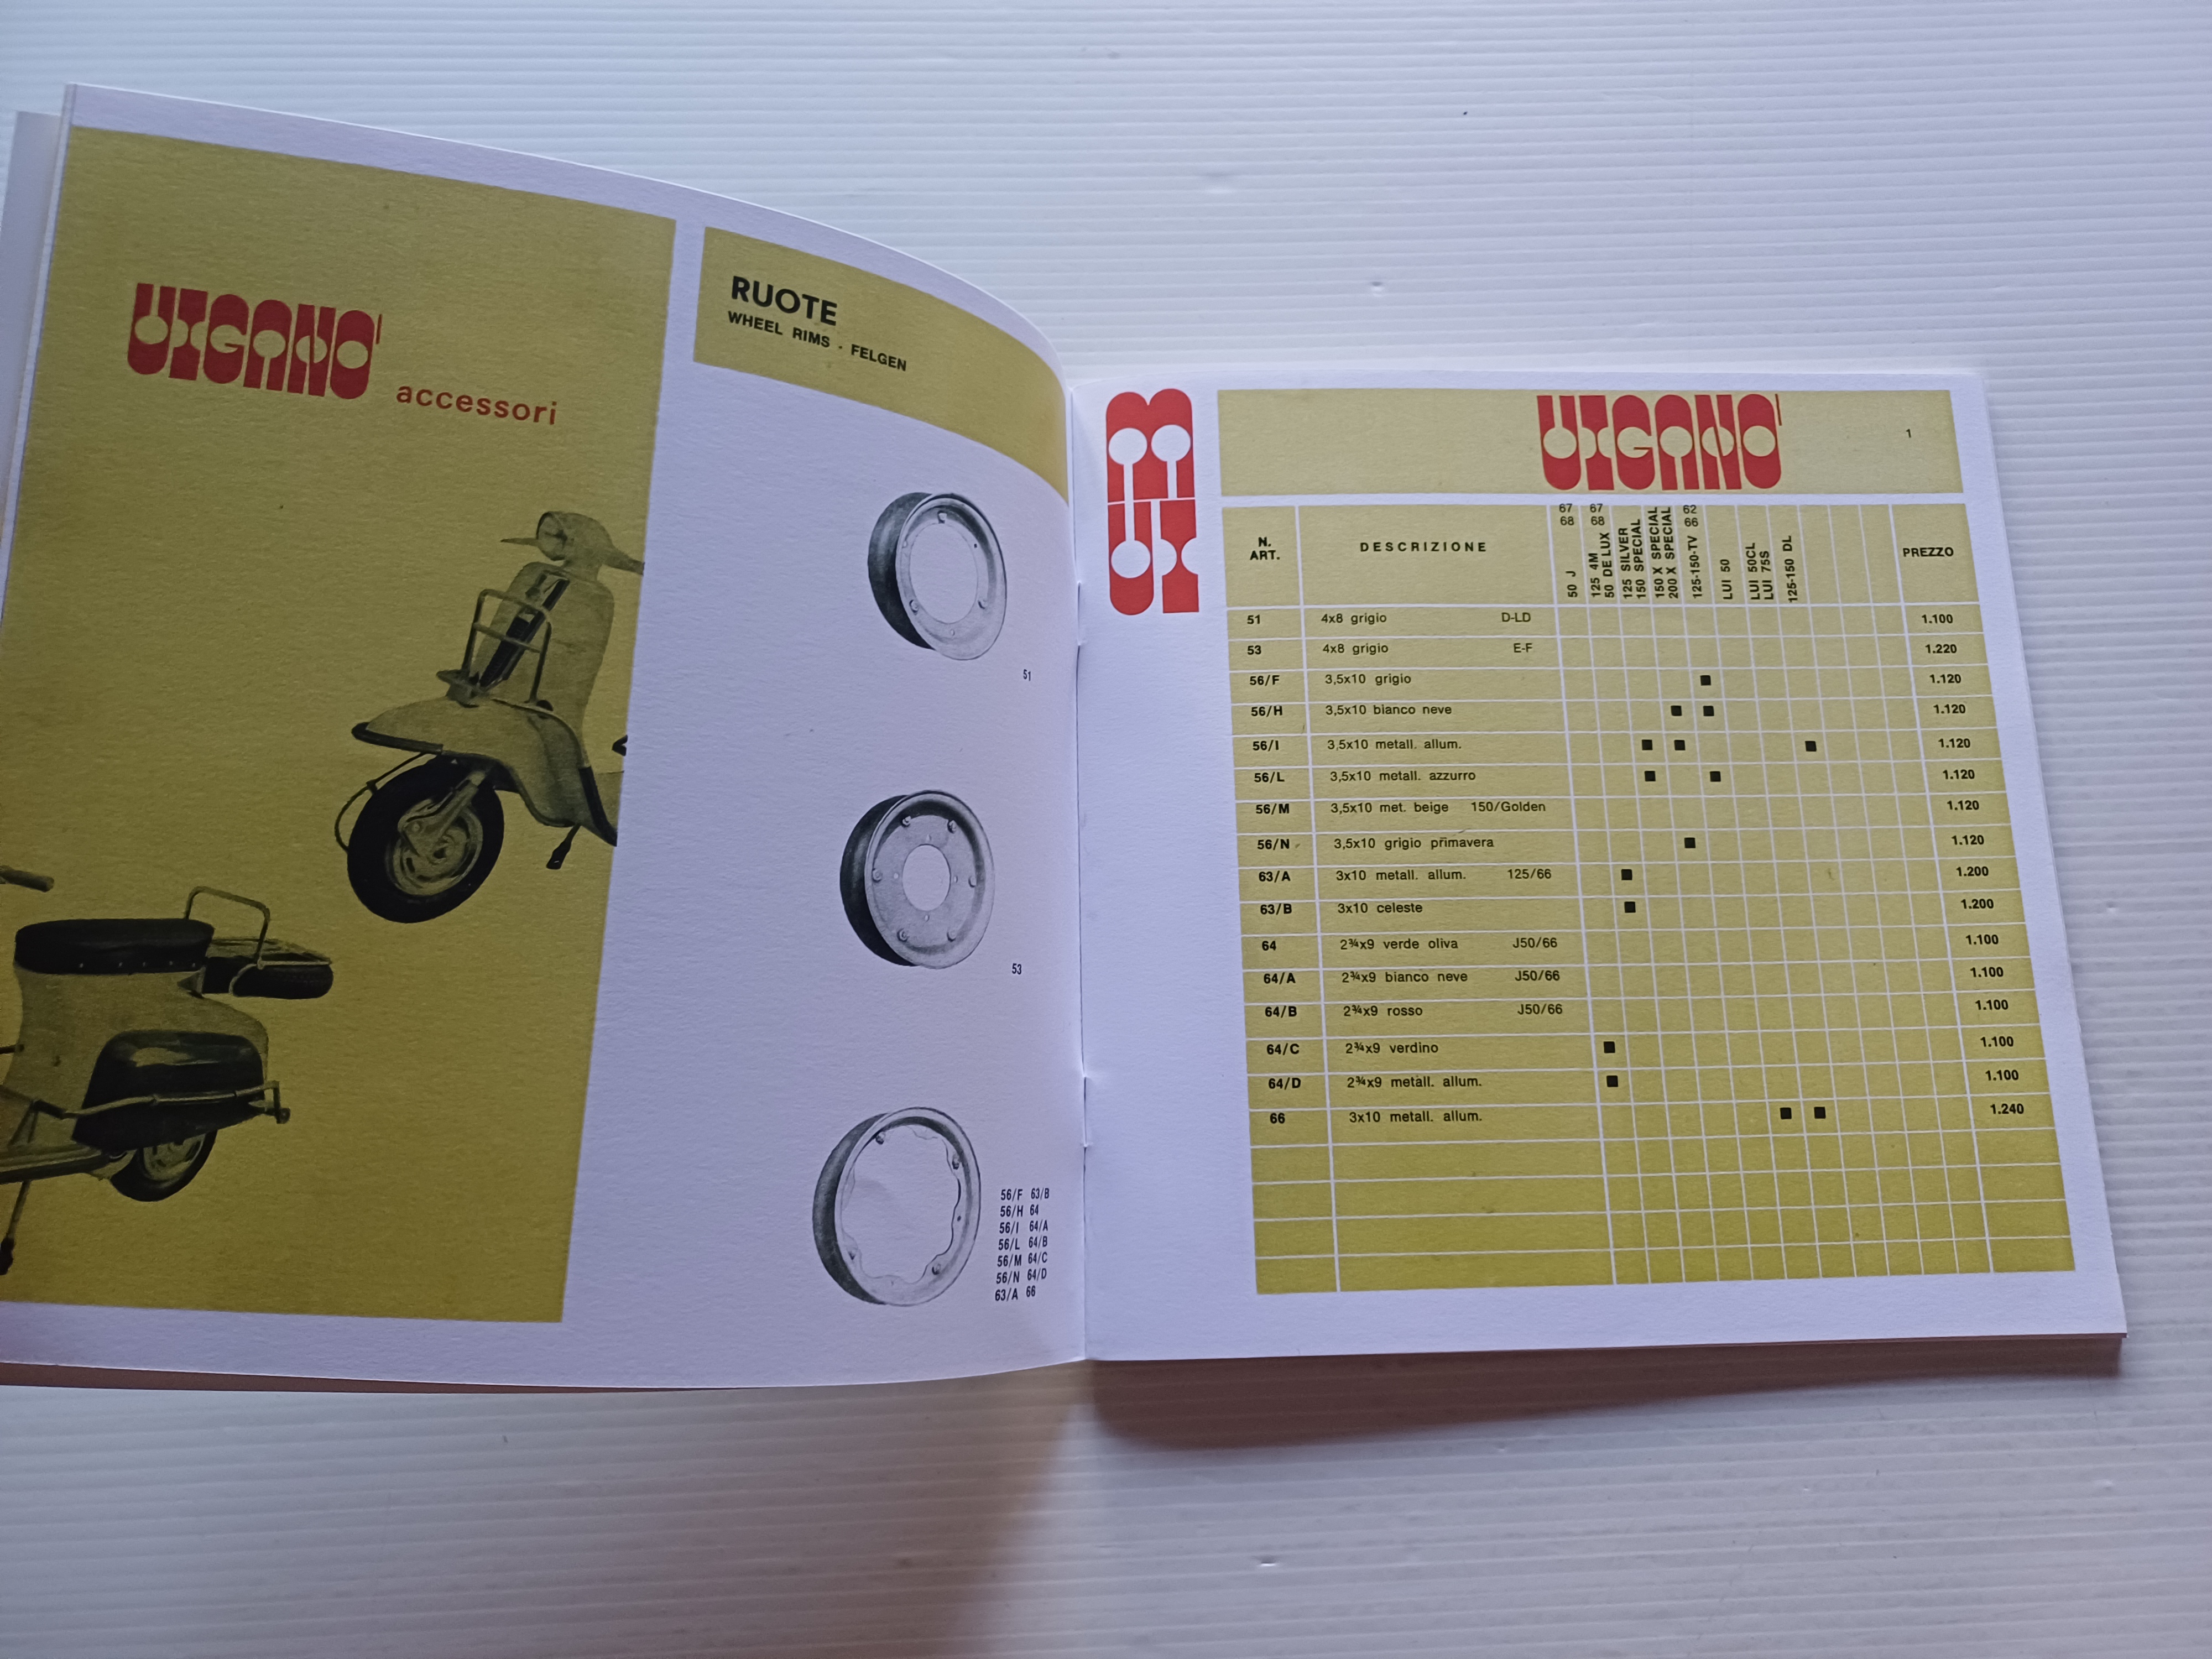 VIGANO'
accessori
RUOTE
WHEEL RIMS - FELGEN
51
53
56/F 63/B
56/H 64
56/I 64/A
56/L 64/B
56/M 64/C
56/N 64/D
63/A 66
VIGANO'
1
N. ART.
DESCRIZIONE
67 68 50 J
67 68 125 4M 50 DE LUX
125 SILVER 150 SPECIAL
150 X SPECIAL 200 X SPECIAL
62 66 125-150-TV
LUI 50
LUI 50CL LUI 75S
125-150 DL
PREZZO
51 4x8 grigio D-LD 1.100
53 4x8 grigio E-F 1.220
56/F 3,5x10 grigio ■ 1.120
56/H 3,5x10 bianco neve ■ ■ 1.120
56/I 3,5x10 metall. allum. ■ ■ ■ 1.120
56/L 3,5x10 metall. azzurro ■ ■ 1.120
56/M 3,5x10 met. beige 150/Golden 1.120
56/N 3,5x10 grigio primavera ■ 1.120
63/A 3x10 metall. allum. 125/66 ■ 1.200
63/B 3x10 celeste ■ 1.200
64 2¾x9 verde oliva J50/66 1.100
64/A 2¾x9 bianco neve J50/66 1.100
64/B 2¾x9 rosso J50/66 1.100
64/C 2¾x9 verdino ■ 1.100
64/D 2¾x9 metall. allum. ■ 1.100
66 3x10 metall. allum. ■ ■ 1.240